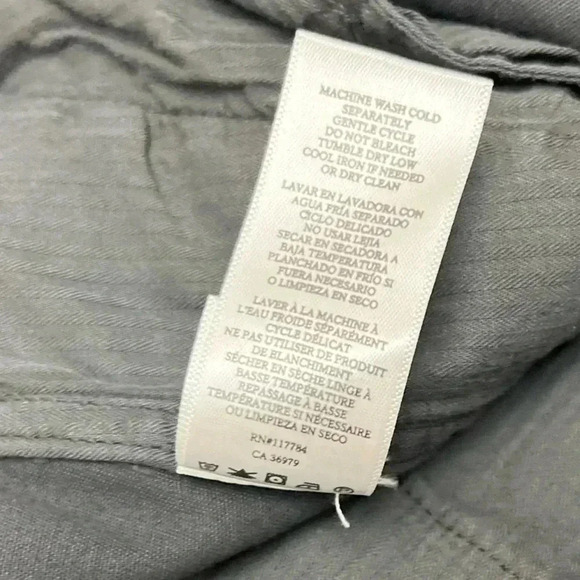 MACHINE WASH COLD
SEPARATELY
GENTLE CYCLE
DO NOT BLEACH
TUMBLE DRY LOW
COOL IRON IF NEEDED
OR DRY CLEAN
LAVAR EN LAVADORA CON
AGUA FRÍA SEPARADO
CICLO DELICADO
NO USAR LEJIA
SECAR EN SECADORA A
BAJA TEMPERATURA
PLANCHADO EN FRÍO SI
FUERA NECESARIO
O LIMPIEZA EN SECO
LAVER À LA MACHINE À
L'EAU FROIDE SÉPARÉMENT
CYCLE DÉLICAT
NE PAS UTILISER DE PRODUIT
DE BLANCHIMENT
SÉCHER EN SÈCHE LINGE À
BASSE TEMPÉRATURE
REPASSAGE À BASSE
TEMPÉRATURE SI NÉCESSAIRE
OU LIMPIEZA EN SECO
RN#117784
CA 36979